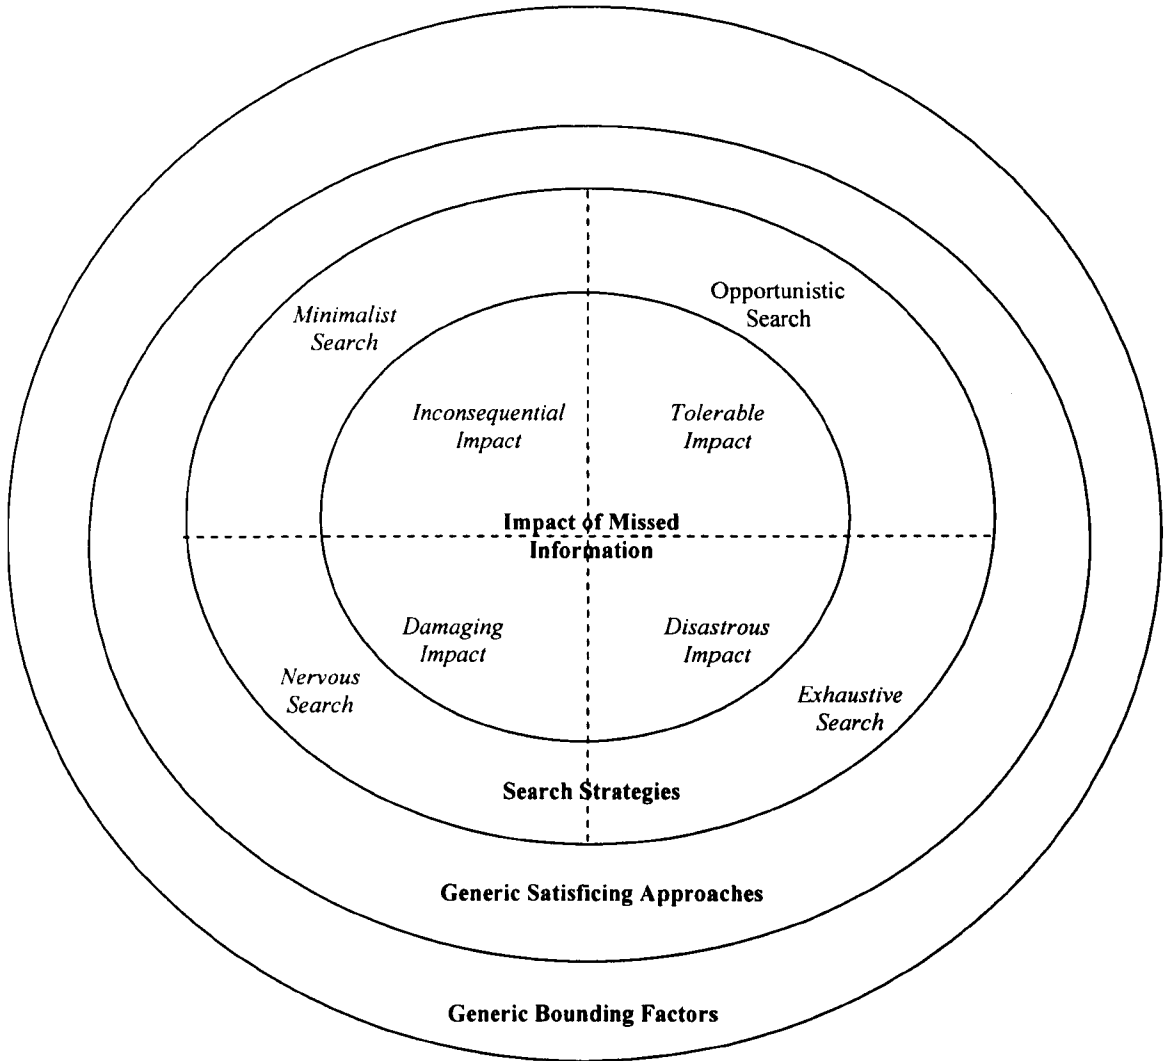 Opportunistic
Search
Minimalist
Search
Inconsequential
Impact
Tolerable
Impact
Impact of Missed
Information
Damaging
Impact
Disastrous
Impact
Nervous
Search
Exhaustive
Search
Search Strategies
Generic Satisficing Approaches
Generic Bounding Factors